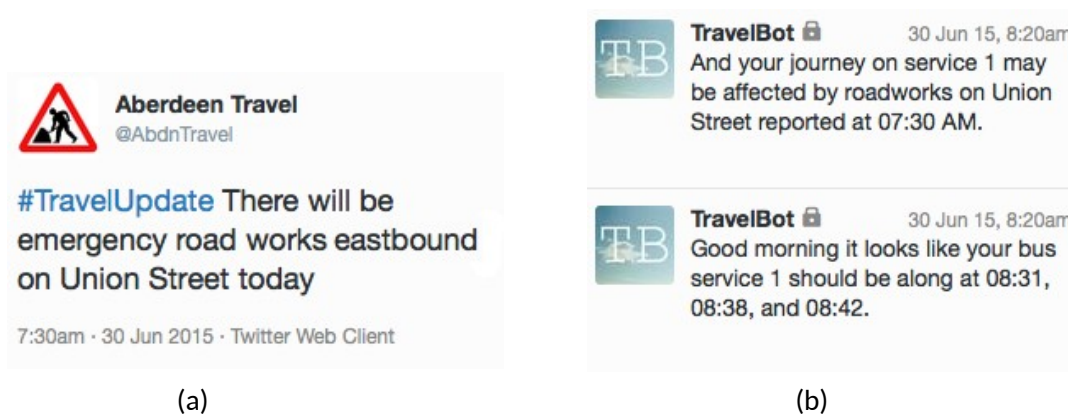 Aberdeen Travel
@AbdnTravel
#TravelUpdate There will be
emergency road works eastbound
on Union Street today
7:30am · 30 Jun 2015 · Twitter Web Client
(a)
TB
TravelBot 30 Jun 15, 8:20am
And your journey on service 1 may
be affected by roadworks on Union
Street reported at 07:30 AM.
TB
TravelBot 30 Jun 15, 8:20am
Good morning it looks like your bus
service 1 should be along at 08:31,
08:38, and 08:42.
(b)